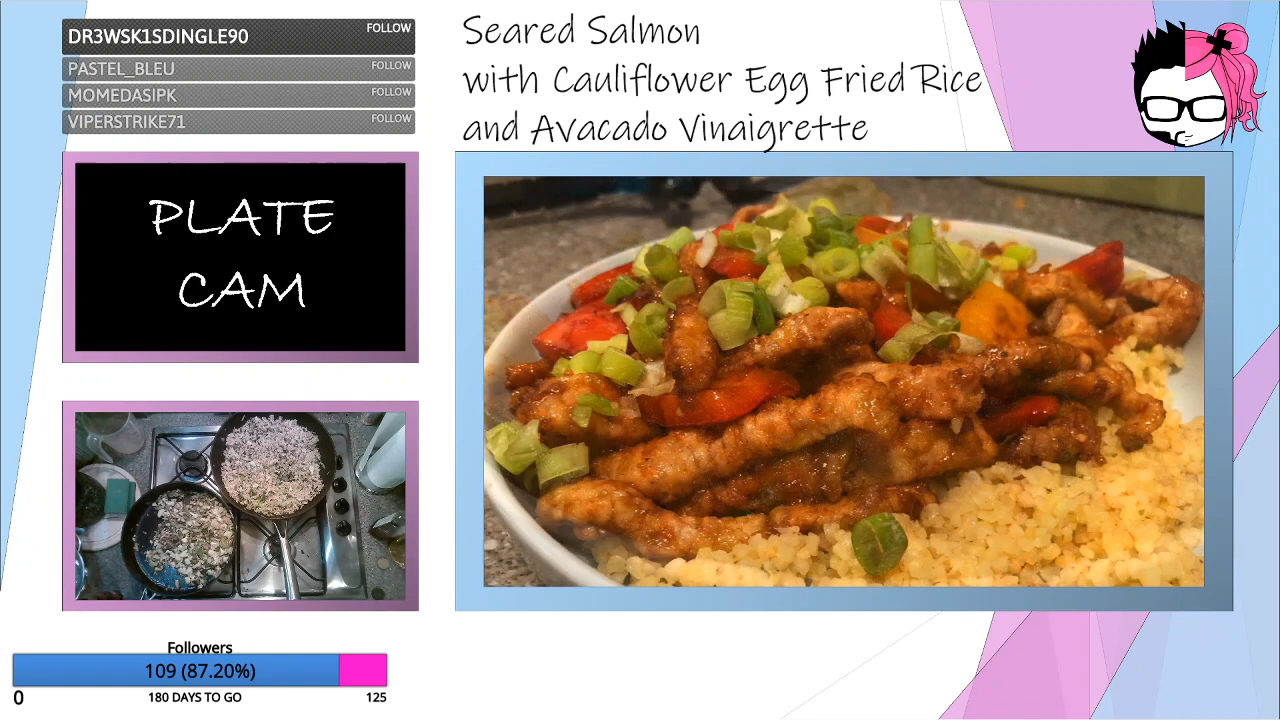 DR3WSK1SDINGLE90 FOLLOW
PASTEL_BLEU FOLLOW
MOMEDASIPK FOLLOW
VIPERSTRIKE71 FOLLOW
Seared Salmon
with Cauliflower Egg Fried Rice
and Avacado Vinaigrette
PLATE
CAM
Followers
109 (87.20%)
0 180 DAYS TO GO 125